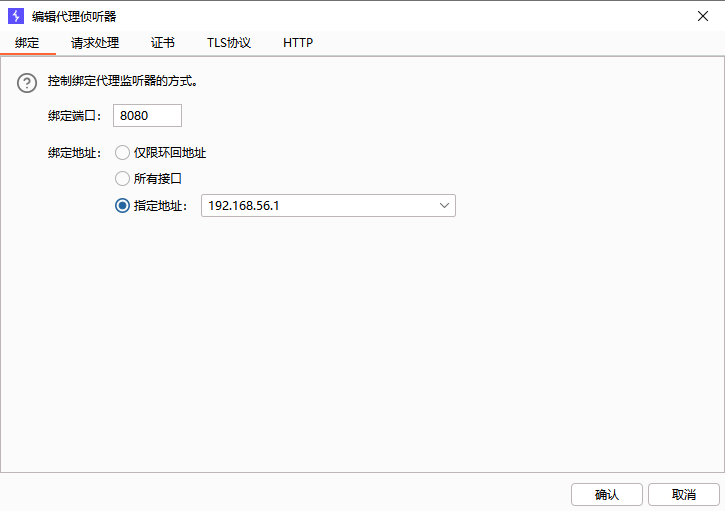 编辑代理侦听器
绑定 请求处理 证书 TLS协议 HTTP
? 控制绑定代理监听器的方式。
绑定端口： 8080
绑定地址： 仅限环回地址
所有接口
指定地址： 192.168.56.1
确认 取消